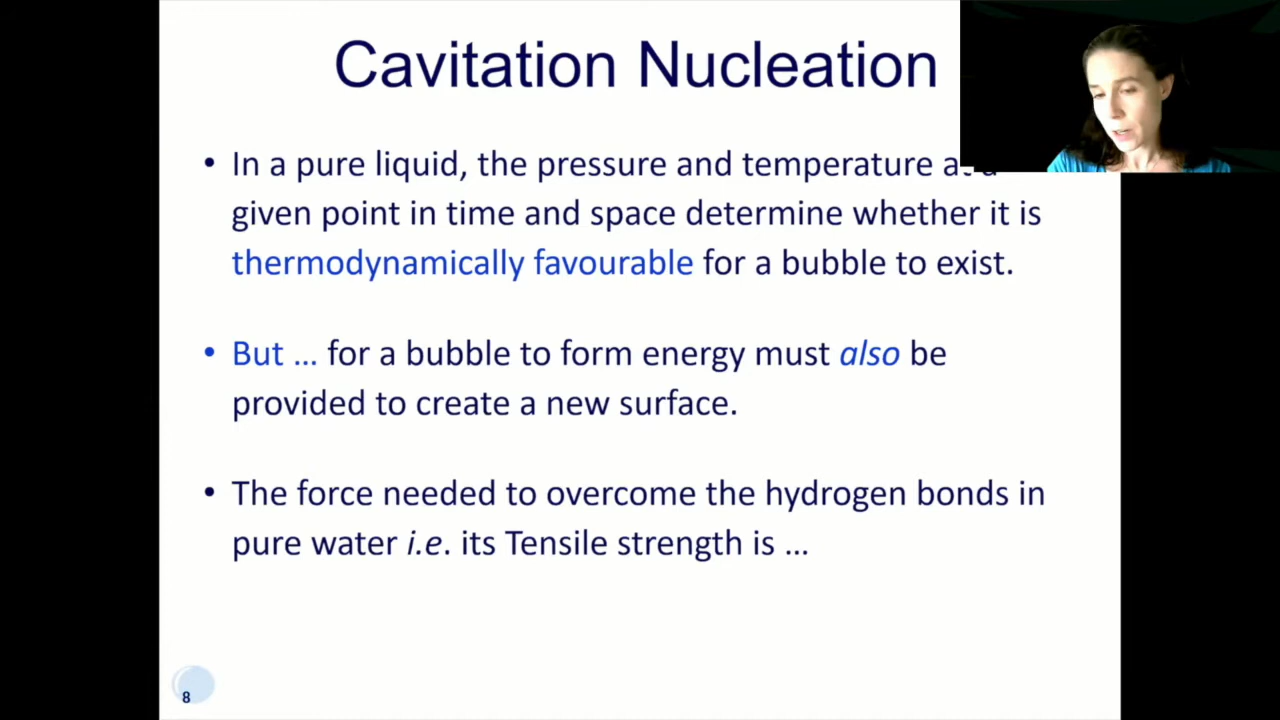 Cavitation Nucleation
• In a pure liquid, the pressure and temperature at a
given point in time and space determine whether it is
thermodynamically favourable for a bubble to exist.
• But … for a bubble to form energy must also be
provided to create a new surface.
• The force needed to overcome the hydrogen bonds in
pure water i.e. its Tensile strength is …
8